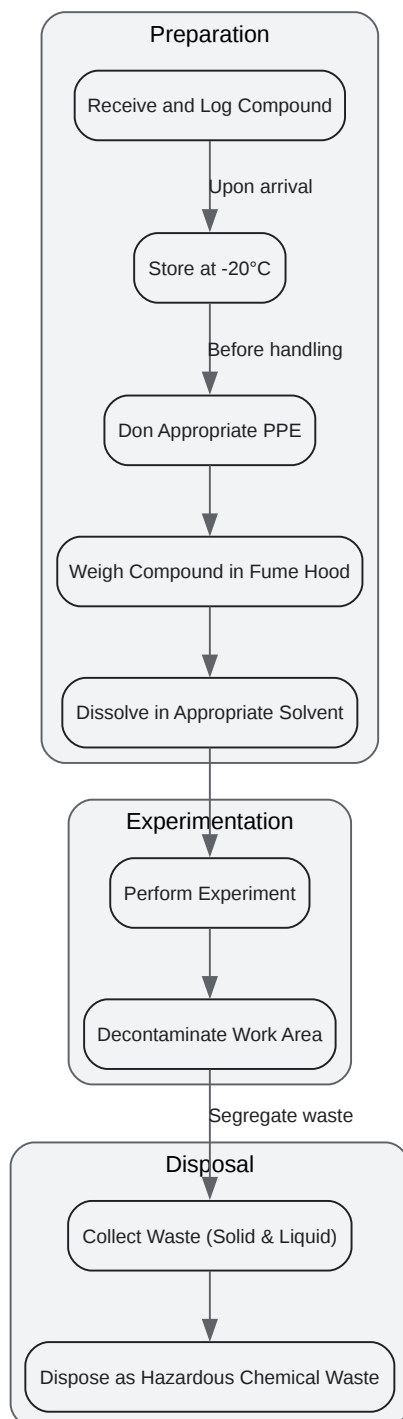 Preparation
Receive and Log Compound
Upon arrival
Store at -20°C
Before handling
Don Appropriate PPE
Weigh Compound in Fume Hood
Dissolve in Appropriate Solvent
Experimentation
Perform Experiment
Decontaminate Work Area
Segregate waste
Disposal
Collect Waste (Solid & Liquid)
Dispose as Hazardous Chemical Waste